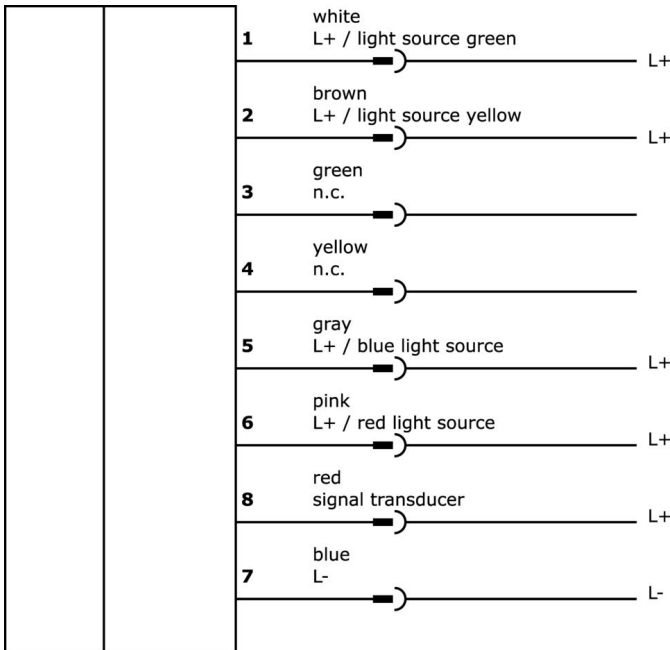 white
1 L+ / light source green
L+
brown
2 L+ / light source yellow
L+
green
3 n.c.
yellow
4 n.c.
gray
5 L+ / blue light source
L+
pink
6 L+ / red light source
L+
red
8 signal transducer
L+
blue
7 L-
L-